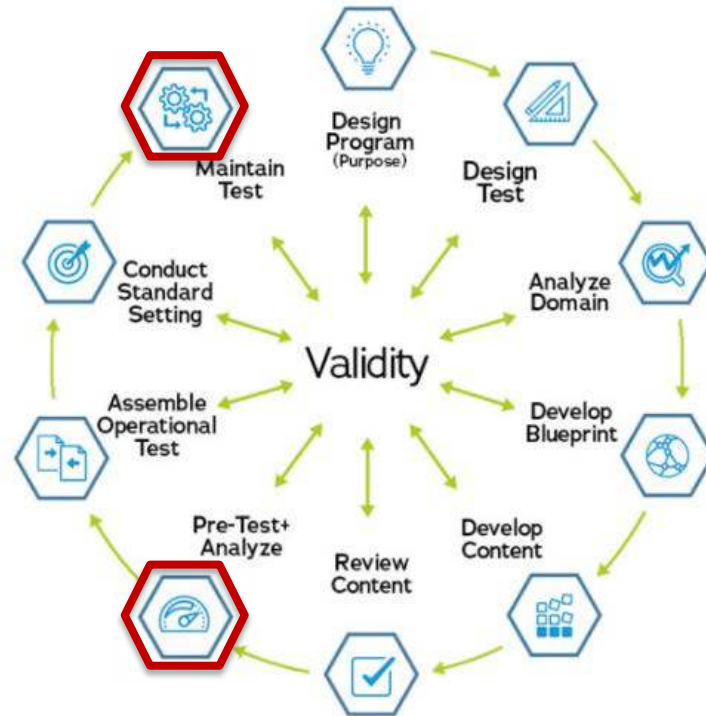 Design
Program
(Purpose)
Design
Test
Analyze
Domain
Develop
Blueprint
Develop
Content
Review
Content
Pre-Test+
Analyze
Assemble
Operational
Test
Conduct
Standard
Setting
Maintain
Test
Validity